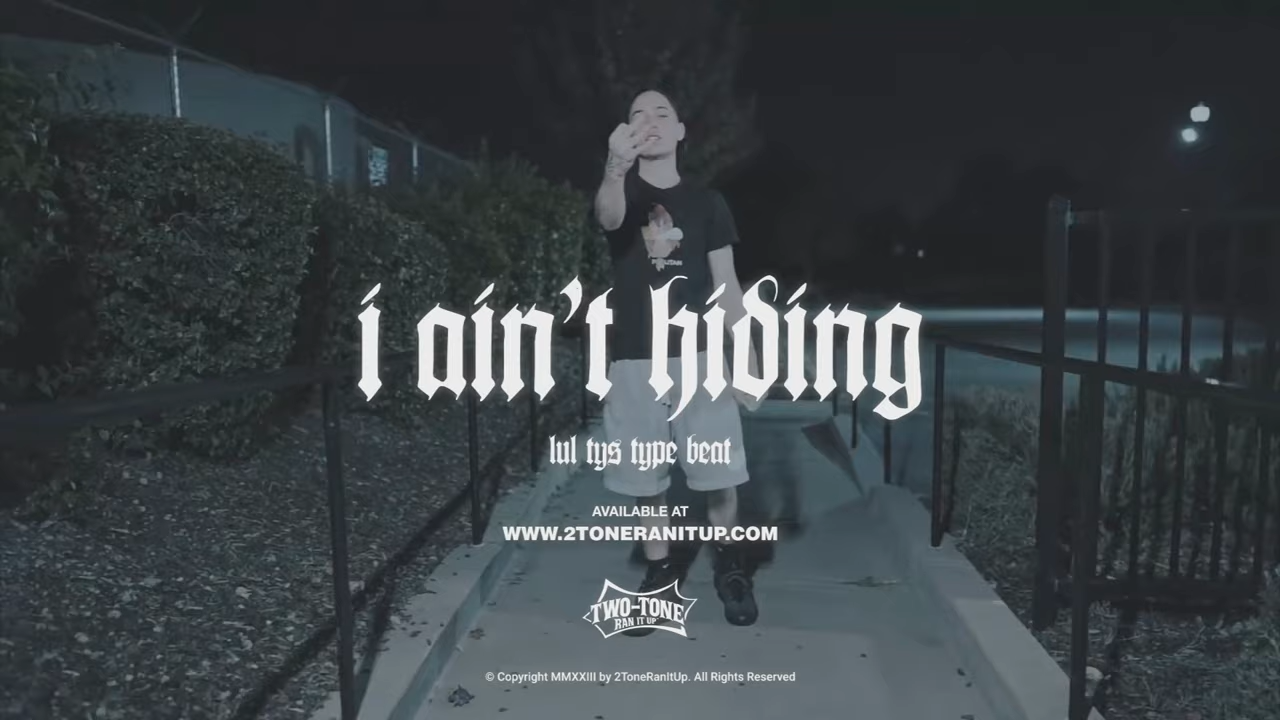 i ain't hiding
lul tys type beat
AVAILABLE AT
WWW.2TONERANITUP.COM
TWO-TONE
RAN IT UP
© Copyright MMXXIII by 2ToneRanItUp. All Rights Reserved